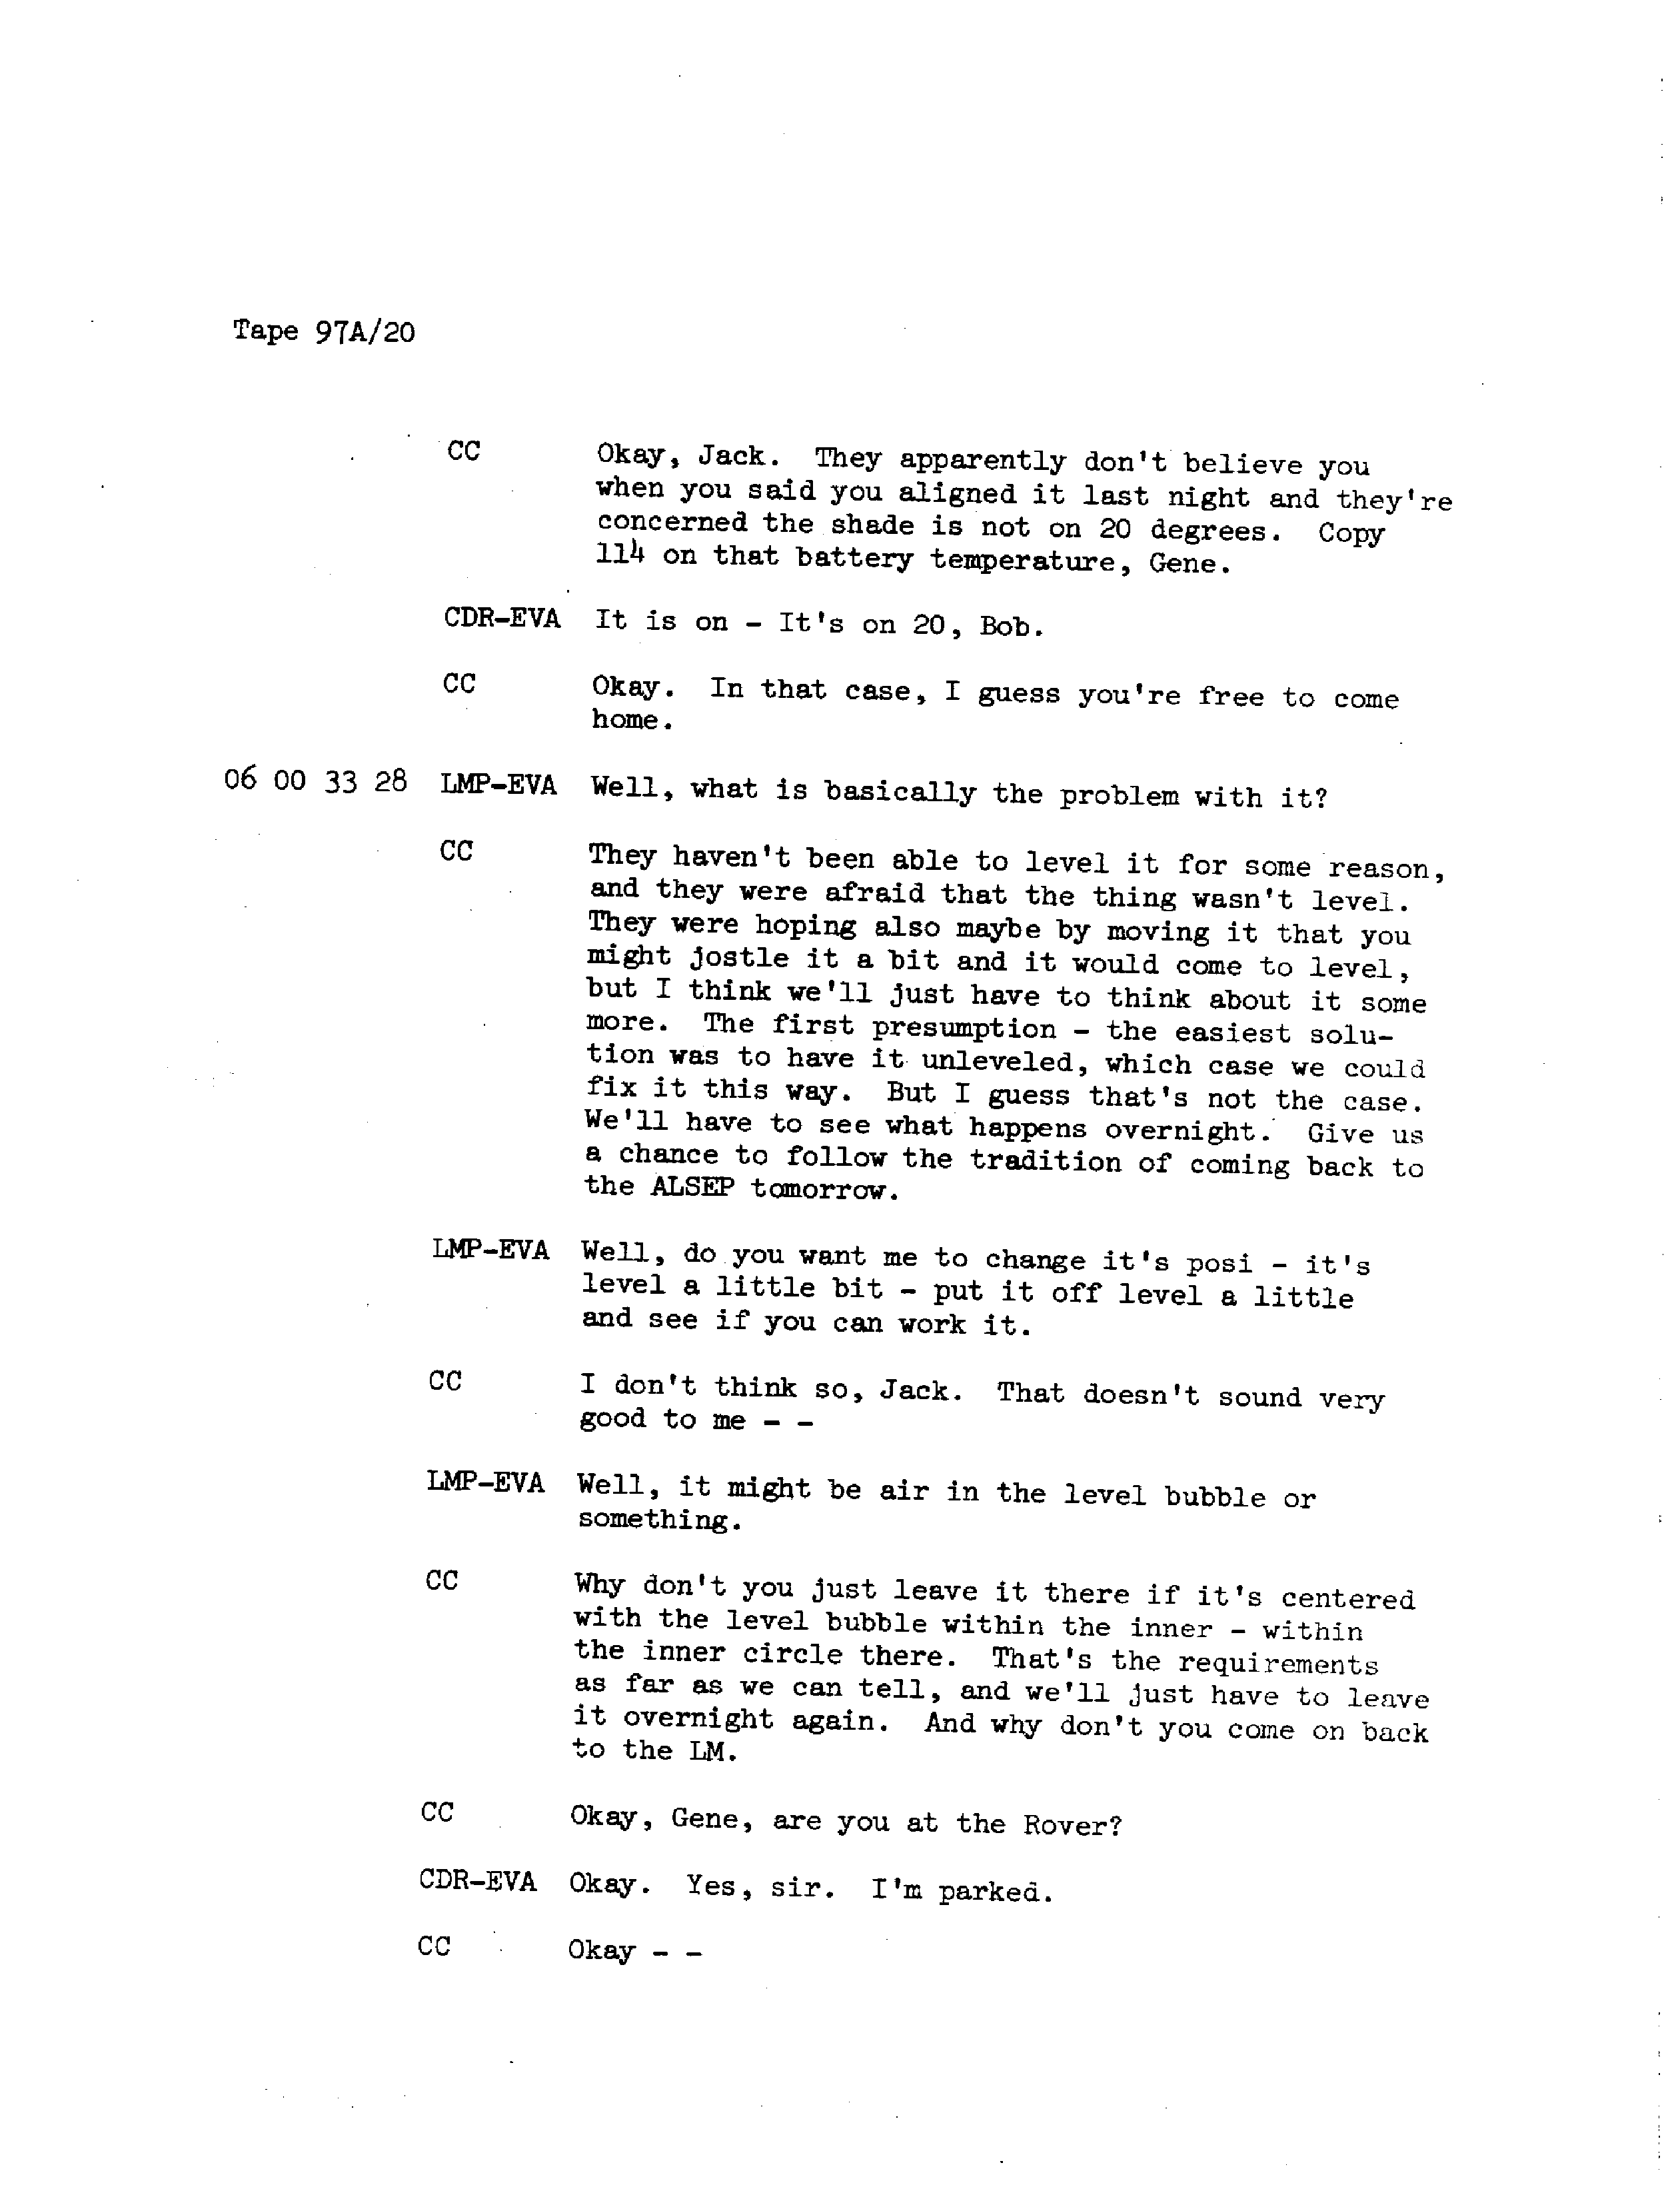 Tape 97A/20
CC Okay, Jack. They apparently don't believe you
when you said you aligned it last night and they're
concerned the shade is not on 20 degrees. Copy
114 on that battery temperature, Gene.
CDR-EVA It is on - It's on 20, Bob.
CC Okay. In that case, I guess you're free to come
home.
06 00 33 28 LMP-EVA Well, what is basically the problem with it?
CC They haven't been able to level it for some reason,
and they were afraid that the thing wasn't level.
They were hoping also maybe by moving it that you
might jostle it a bit and it would come to level,
but I think we'll just have to think about it some
more. The first presumption - the easiest solu-
tion was to have it unleveled, which case we could
fix it this way. But I guess that's not the case.
We'll have to see what happens overnight. Give us
a chance to follow the tradition of coming back to
the ALSEP tomorrow.
LMP-EVA Well, do you want me to change it's posi - it's
level a little bit - put it off level a little
and see if you can work it.
CC I don't think so, Jack. That doesn't sound very
good to me - -
LMP-EVA Well, it might be air in the level bubble or
something.
CC Why don't you just leave it there if it's centered
with the level bubble within the inner - within
the inner circle there. That's the requirements
as far as we can tell, and we'll just have to leave
it overnight again. And why don't you come on back
to the LM.
CC Okay, Gene, are you at the Rover?
CDR-EVA Okay. Yes, sir. I'm parked.
CC Okay - -